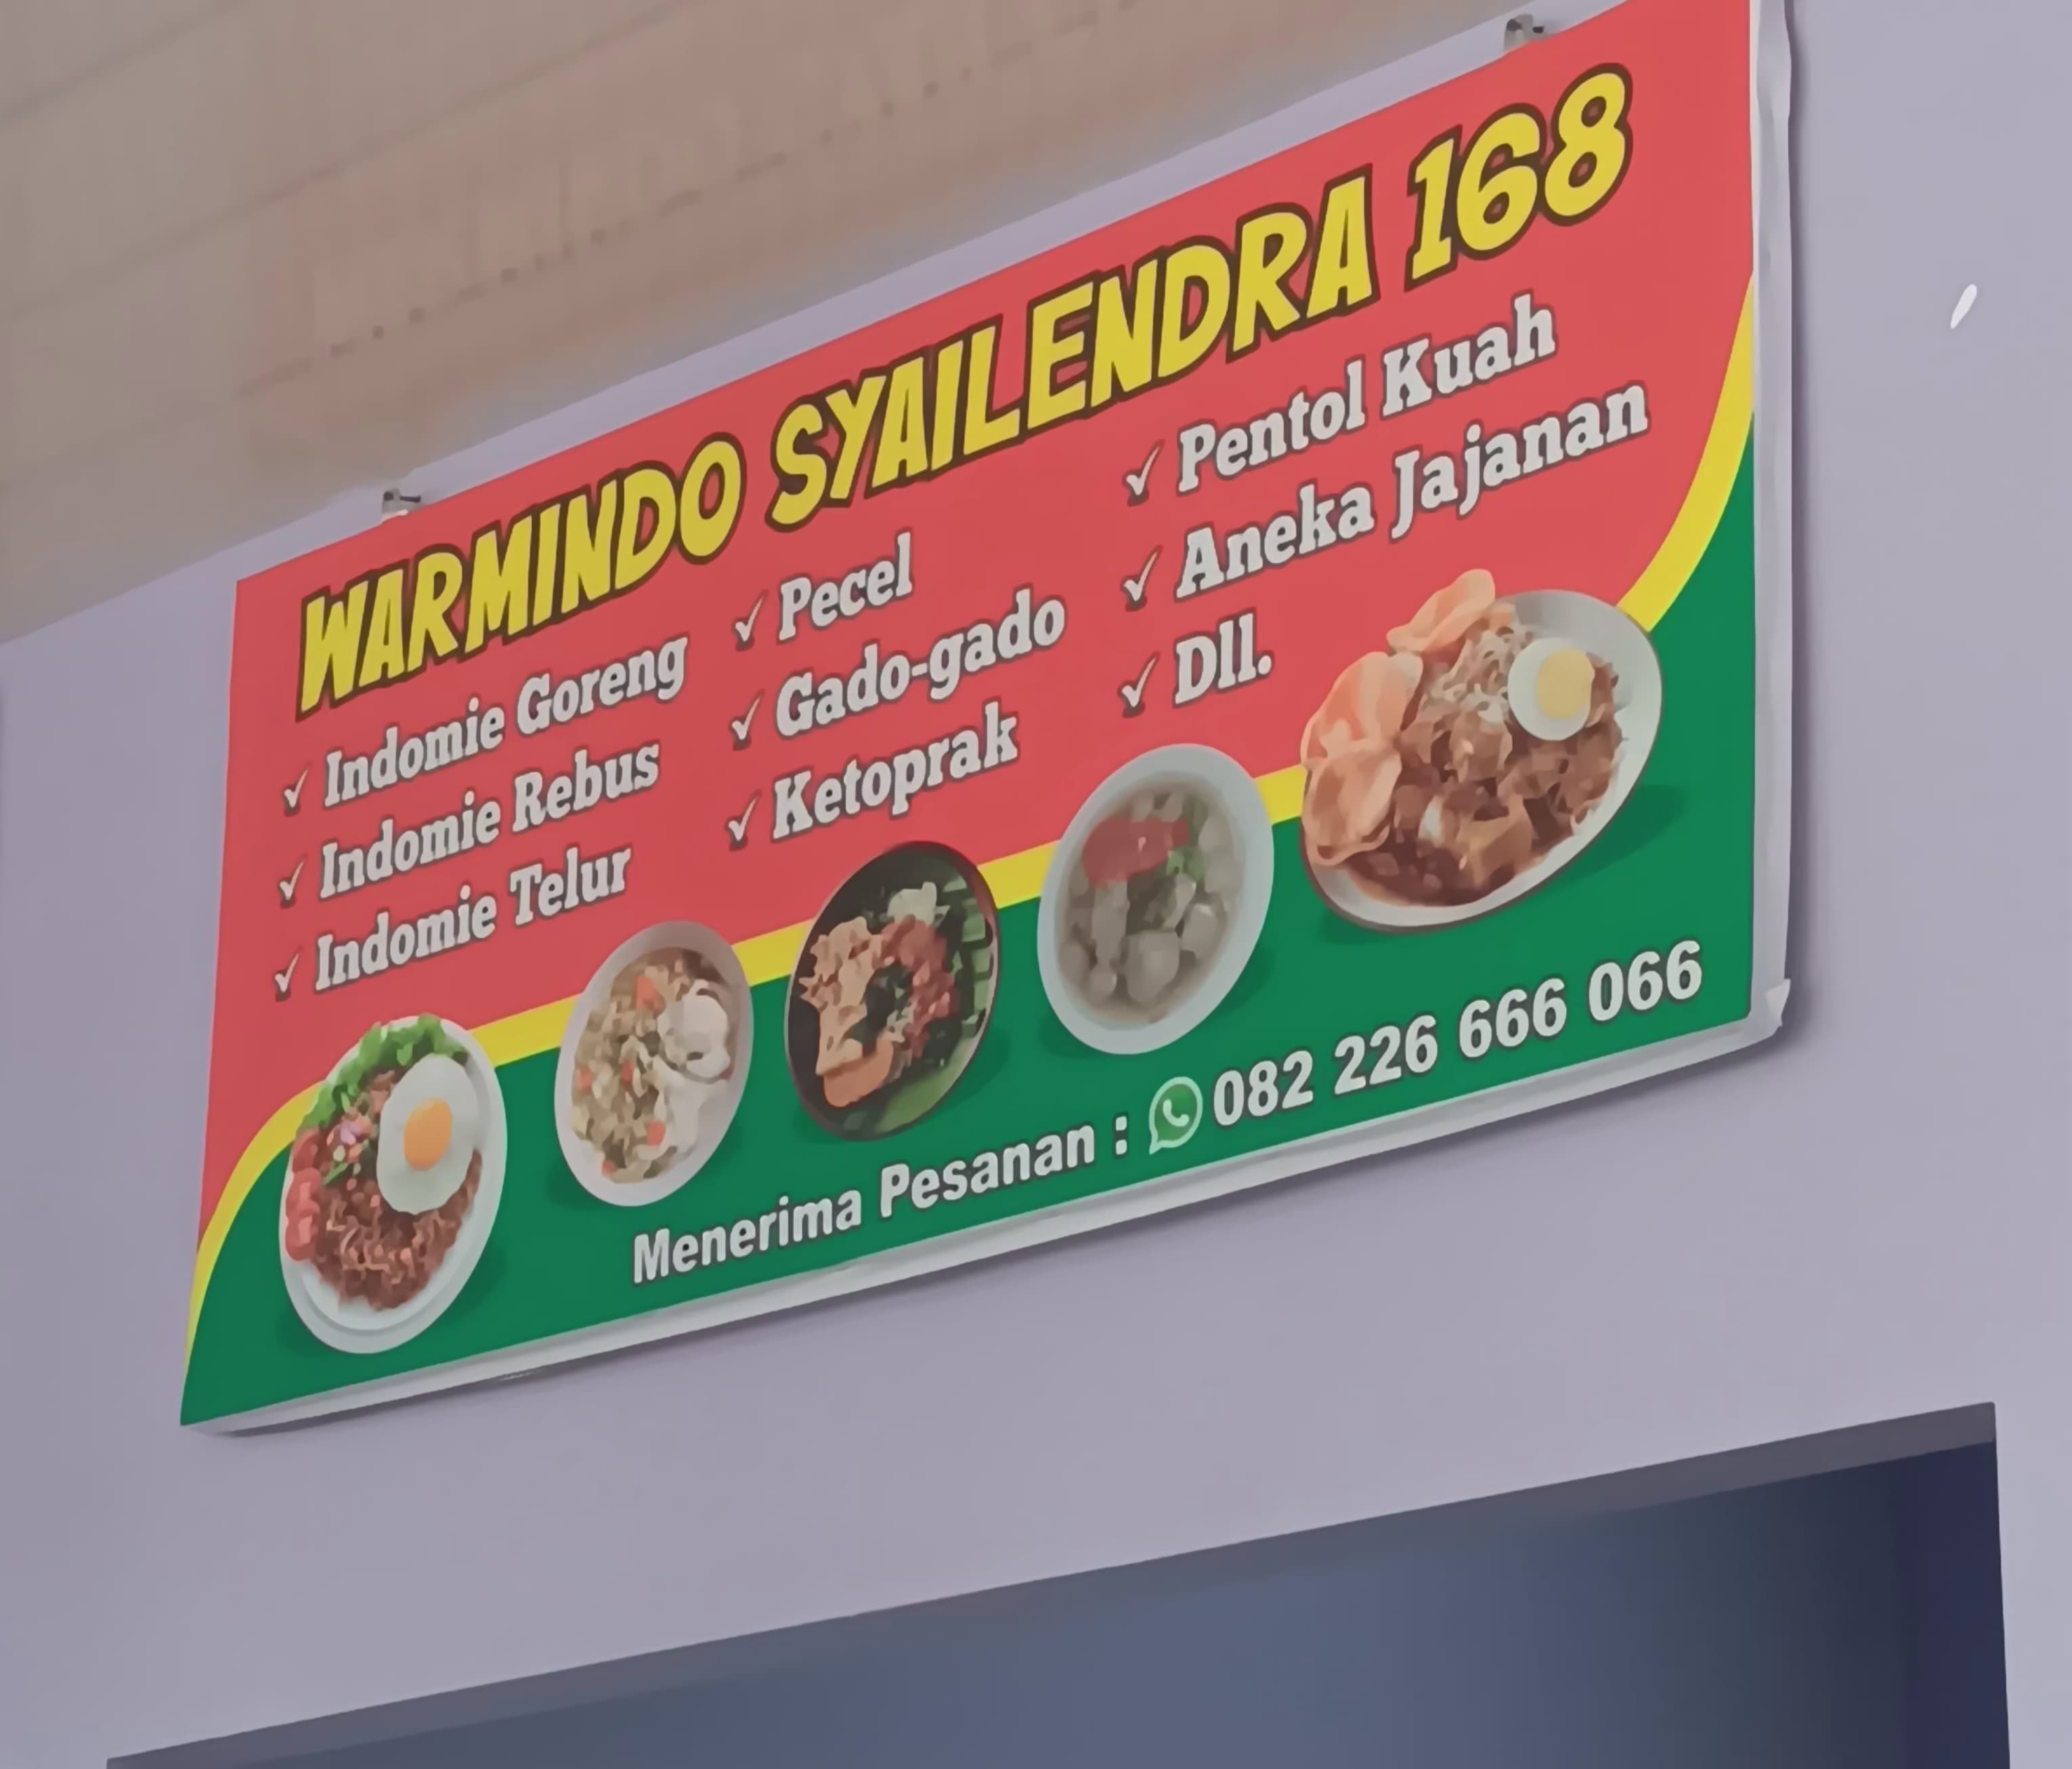 WARMINDO SYAILENDRA 168
✓ Indomie Goreng
✓ Indomie Rebus
✓ Indomie Telur
✓ Pecel
✓ Gado-gado
✓ Ketoprak
✓ Pentol Kuah
✓ Aneka Jajanan
✓ Dll.
Menerima Pesanan : 082 226 666 066